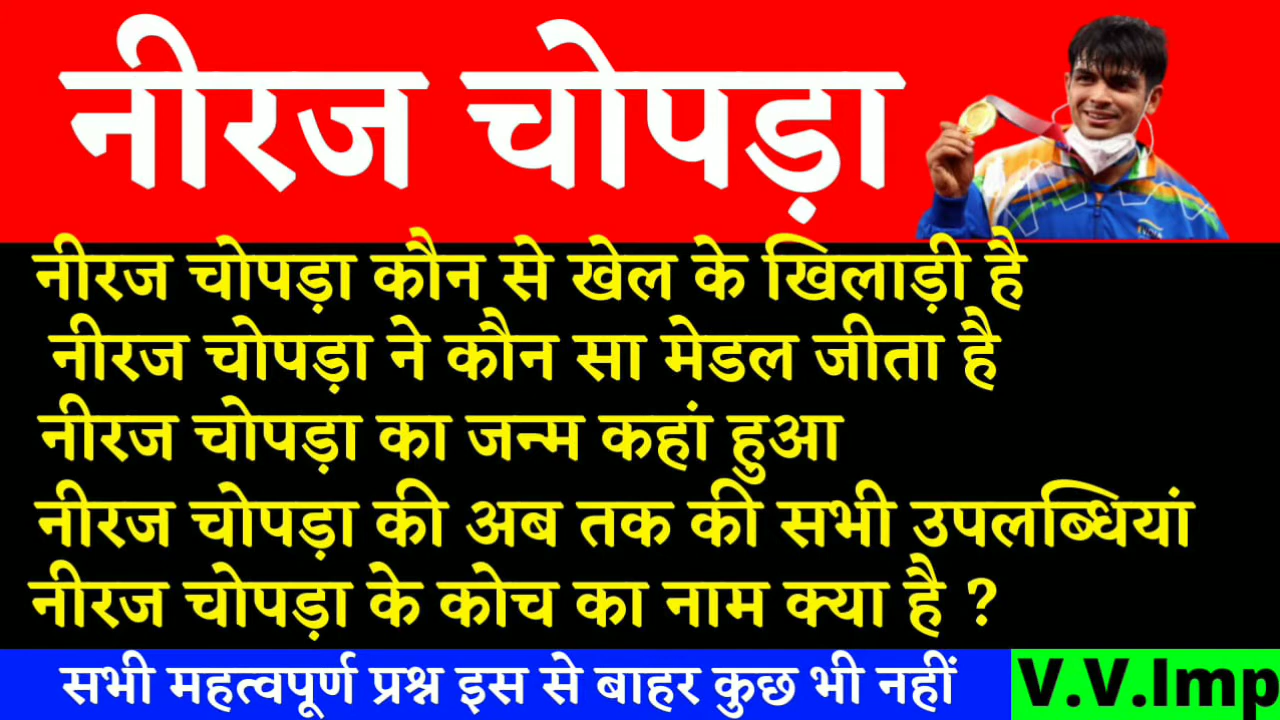 नीरज चोपड़ा
नीरज चोपड़ा कौन से खेल के खिलाड़ी है
नीरज चोपड़ा ने कौन सा मेडल जीता है
नीरज चोपड़ा का जन्म कहां हुआ
नीरज चोपड़ा की अब तक की सभी उपलब्धियां
नीरज चोपड़ा के कोच का नाम क्या है ?
सभी महत्वपूर्ण प्रश्न इस से बाहर कुछ भी नहीं
V.V.Imp